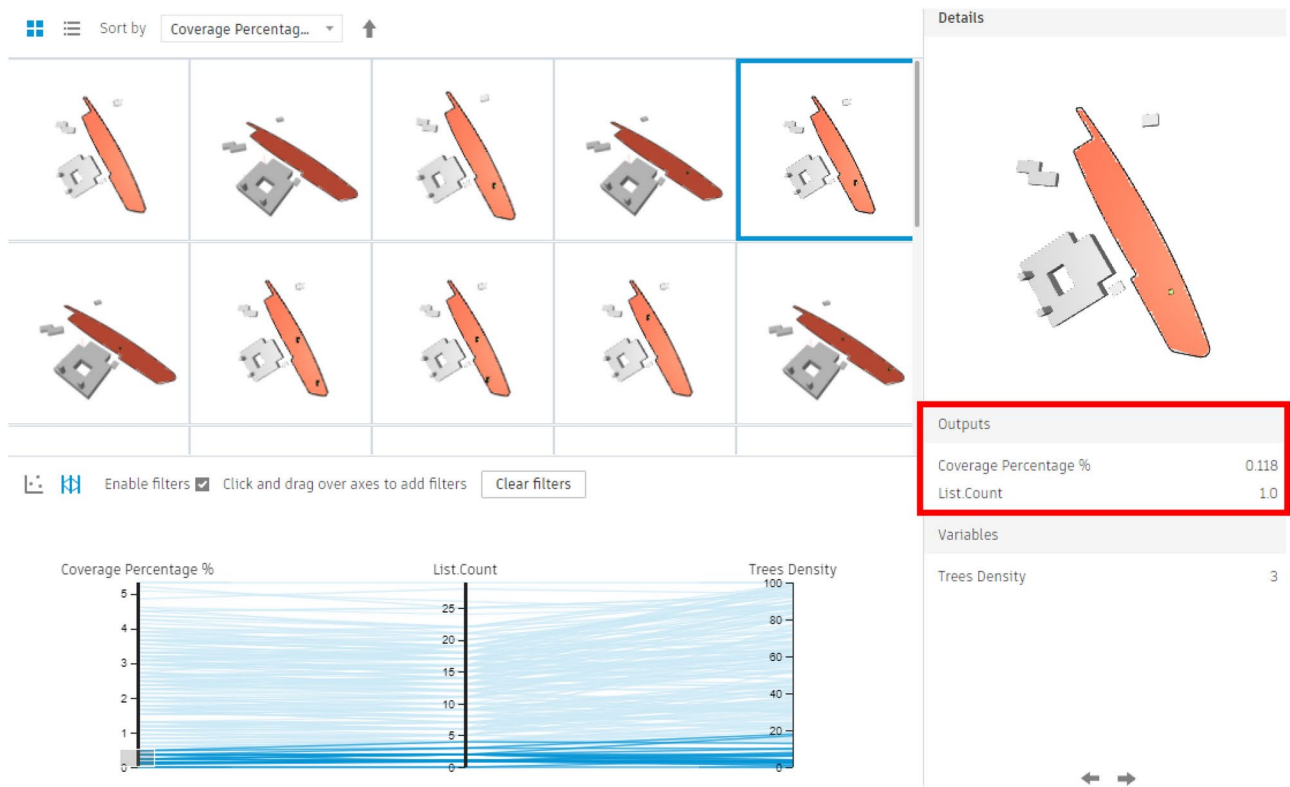 Sort by Coverage Percentag...
Details
Outputs
Coverage Percentage % 0.118
List.Count 1.0
Variables
Trees Density 3
Enable filters Click and drag over axes to add filters Clear filters
Coverage Percentage % List.Count Trees Density
5
4
3
2
1
0
25
20
15
10
5
0
100
80
60
40
20
0